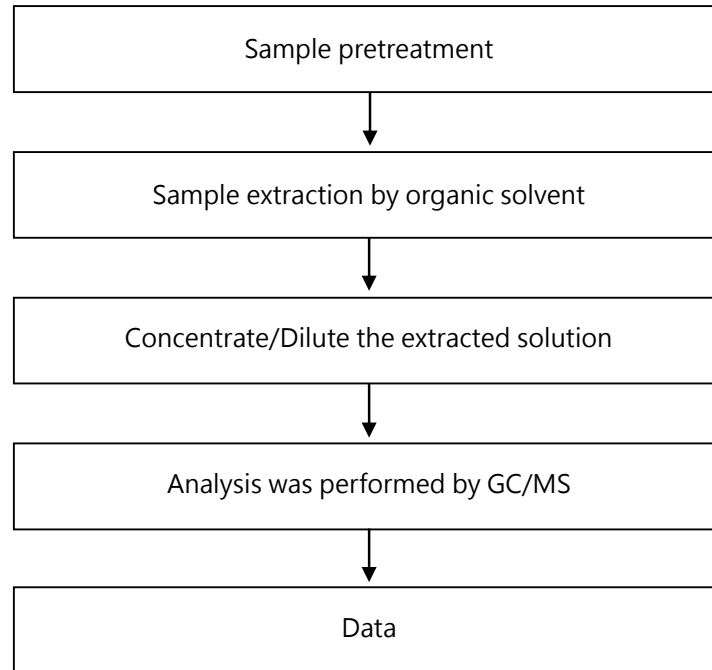 Sample pretreatment
Sample extraction by organic solvent
Concentrate/Dilute the extracted solution
Analysis was performed by GC/MS
Data